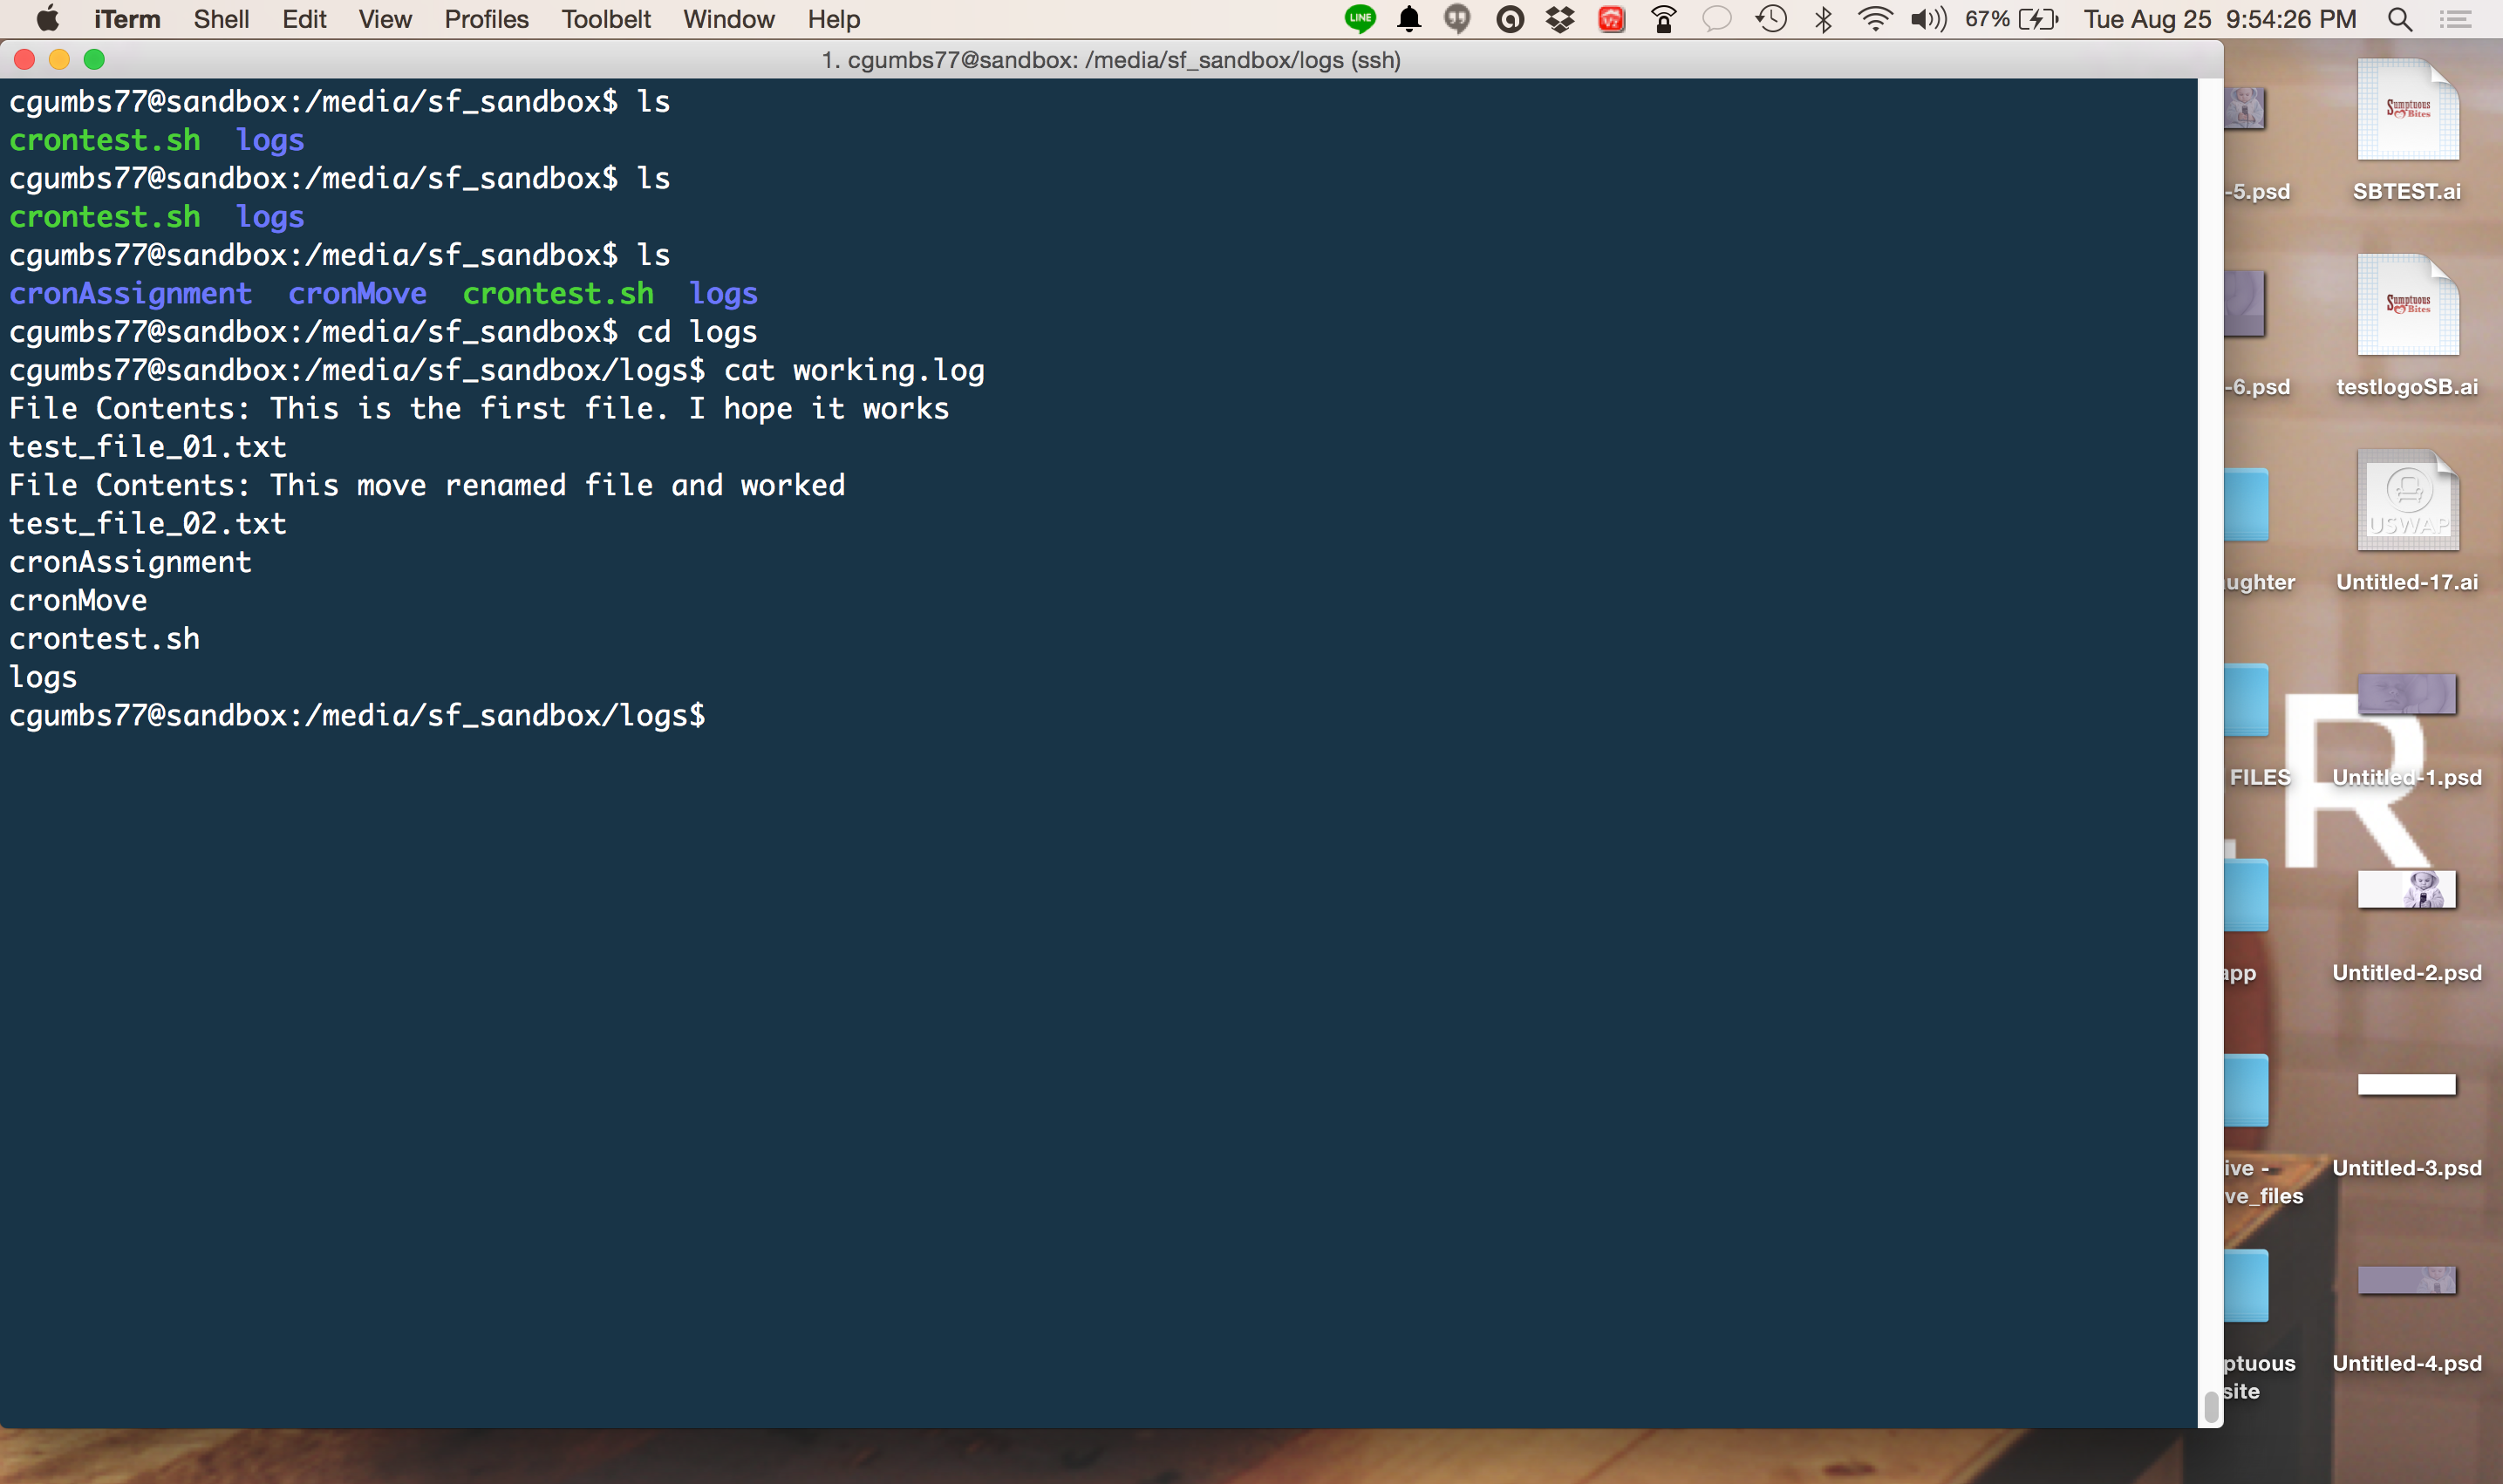 iTerm Shell Edit View Profiles Toolbelt Window Help LINE 67% Tue Aug 25 9:54:26 PM
1. cgumbs77@sandbox: /media/sf_sandbox/logs (ssh)
cgumbs77@sandbox:/media/sf_sandbox$ ls
crontest.sh logs
cgumbs77@sandbox:/media/sf_sandbox$ ls
crontest.sh logs
cgumbs77@sandbox:/media/sf_sandbox$ ls
cronAssignment cronMove crontest.sh logs
cgumbs77@sandbox:/media/sf_sandbox$ cd logs
cgumbs77@sandbox:/media/sf_sandbox/logs$ cat working.log
File Contents: This is the first file. I hope it works
test_file_01.txt
File Contents: This move renamed file and worked
test_file_02.txt
cronAssignment
cronMove
crontest.sh
logs
cgumbs77@sandbox:/media/sf_sandbox/logs$
Sumptuous
Bites
-5.psd SBTEST.ai
Sumptuous
Bites
-6.psd testlogoSB.ai
USWAP
ughter Untitled-17.ai
FILES Untitled-1.psd
R
app Untitled-2.psd
ive - Untitled-3.psd
ve_files
ptuous Untitled-4.psd
site